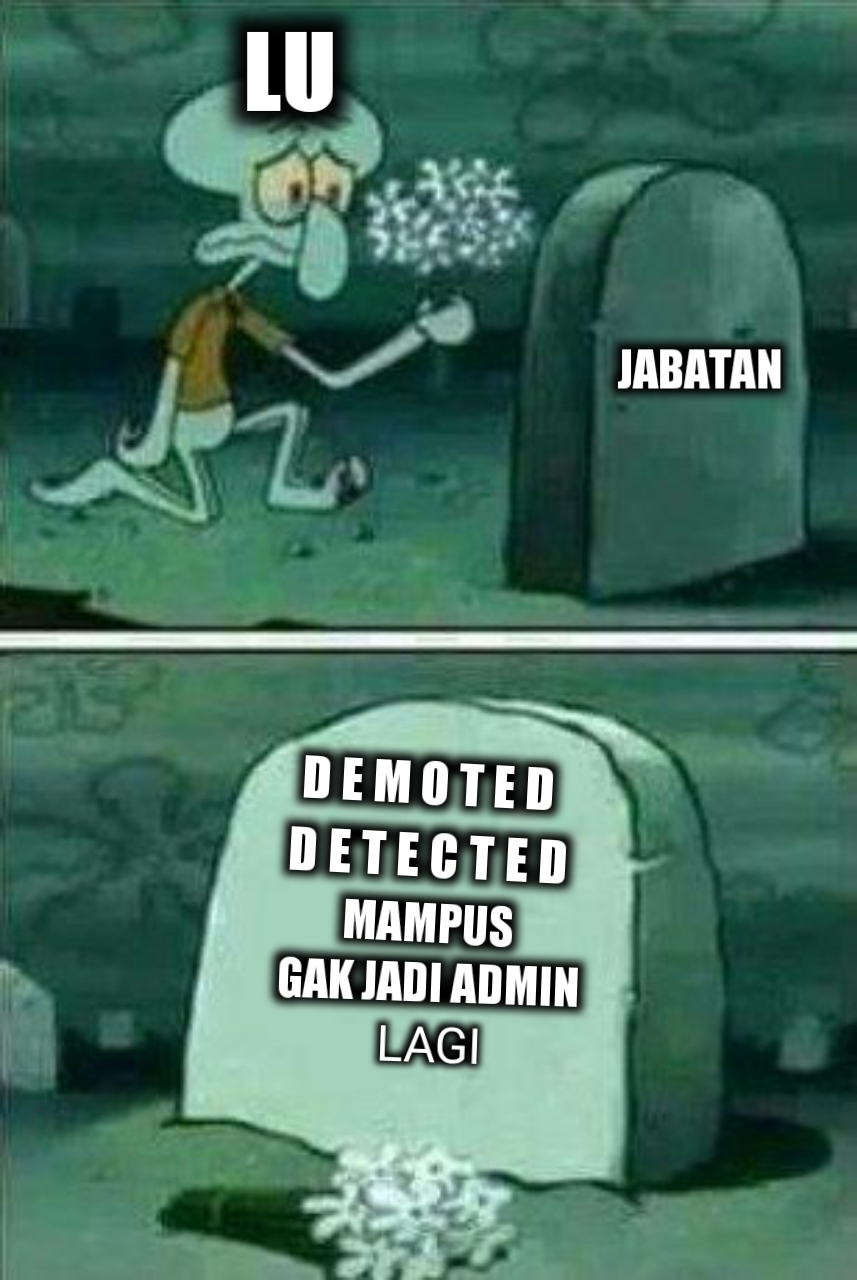 LU
JABATAN
D E M O T E D
D E T E C T E D
MAMPUS
GAK JADI ADMIN
LAGI